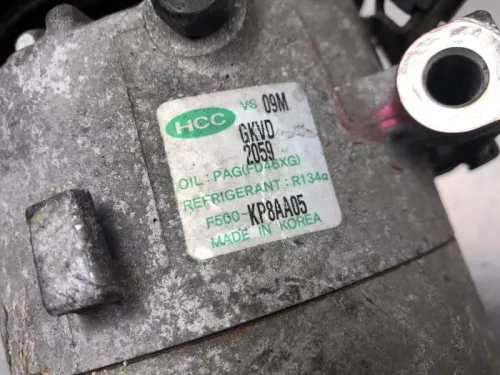 HCC VS 09M
GKVD
2059
OIL : PAG(FD46XG)
REFRIGERANT : R134a
F500-KP8AA05
MADE IN KOREA